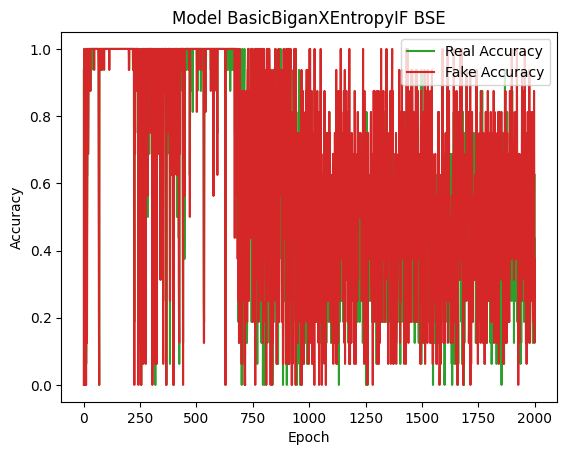 Model BasicBiganXEntropyIF BSE
Real Accuracy
Fake Accuracy
1.0
0.8
0.6
0.4
0.2
0.0
Accuracy
0 250 500 750 1000 1250 1500 1750 2000
Epoch